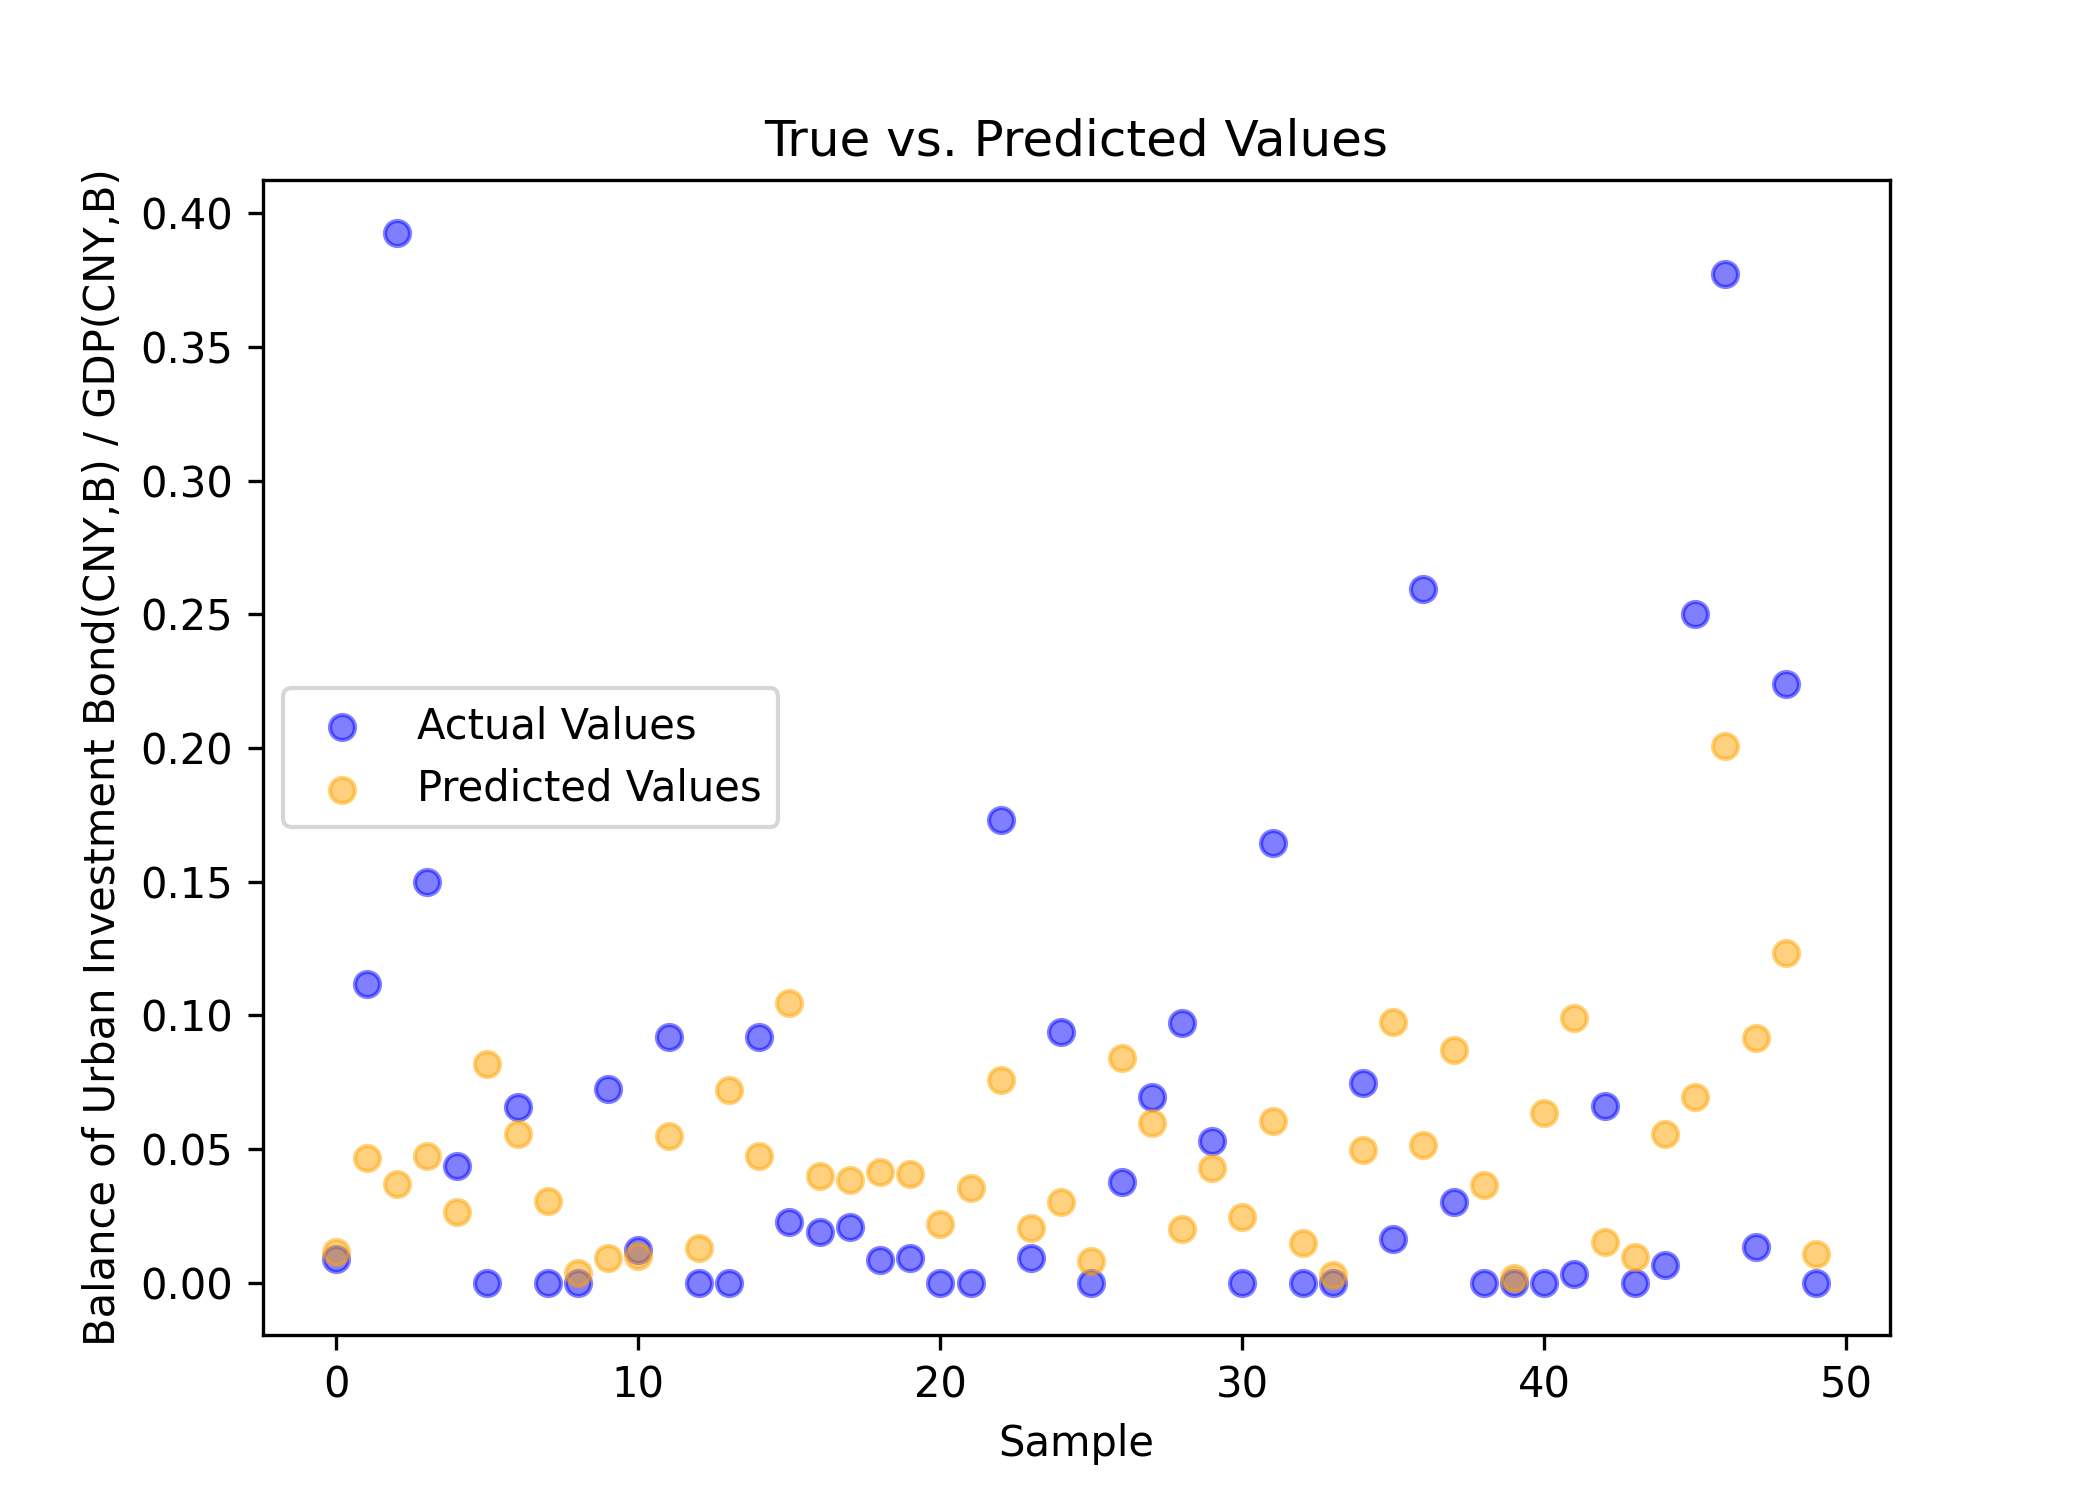 True vs. Predicted Values
Balance of Urban Investment Bond(CNY,B) / GDP(CNY,B)
0.40
0.35
0.30
0.25
0.20
0.15
0.10
0.05
0.00
Actual Values
Predicted Values
0 10 20 30 40 50
Sample